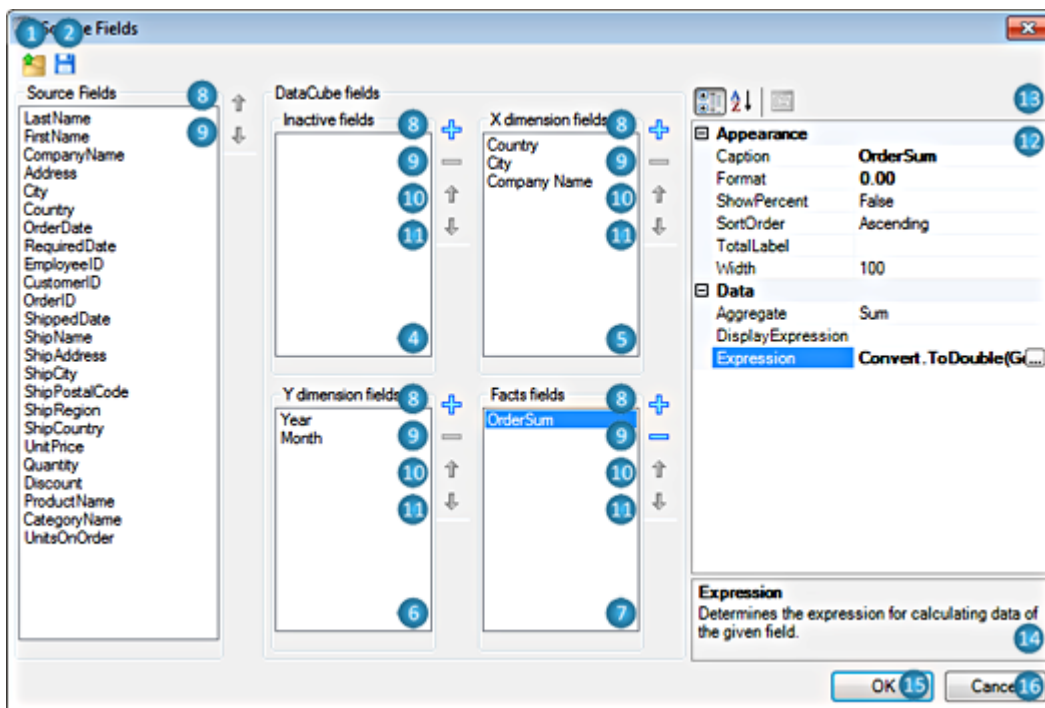 Source Fields
1
2
Source Fields
8
9
LastName
FirstName
CompanyName
Address
City
Country
OrderDate
RequiredDate
EmployeeID
CustomerID
OrderID
ShippedDate
ShipName
ShipAddress
ShipCity
ShipPostalCode
ShipRegion
ShipCountry
UnitPrice
Quantity
Discount
ProductName
CategoryName
UnitsOnOrder
DataCube fields
Inactive fields
8
9
10
11
4
X dimension fields
8
Country
City
Company Name
9
10
11
5
Y dimension fields
8
Year
Month
9
10
11
6
Facts fields
8
OrderSum
9
10
11
7
13
12
Appearance
Caption OrderSum
Format 0.00
ShowPercent False
SortOrder Ascending
TotalLabel
Width 100
Data
Aggregate Sum
DisplayExpression
Expression Convert.ToDouble(G ...
Expression
Determines the expression for calculating data of
the given field.
14
OK 15
Cancel 16